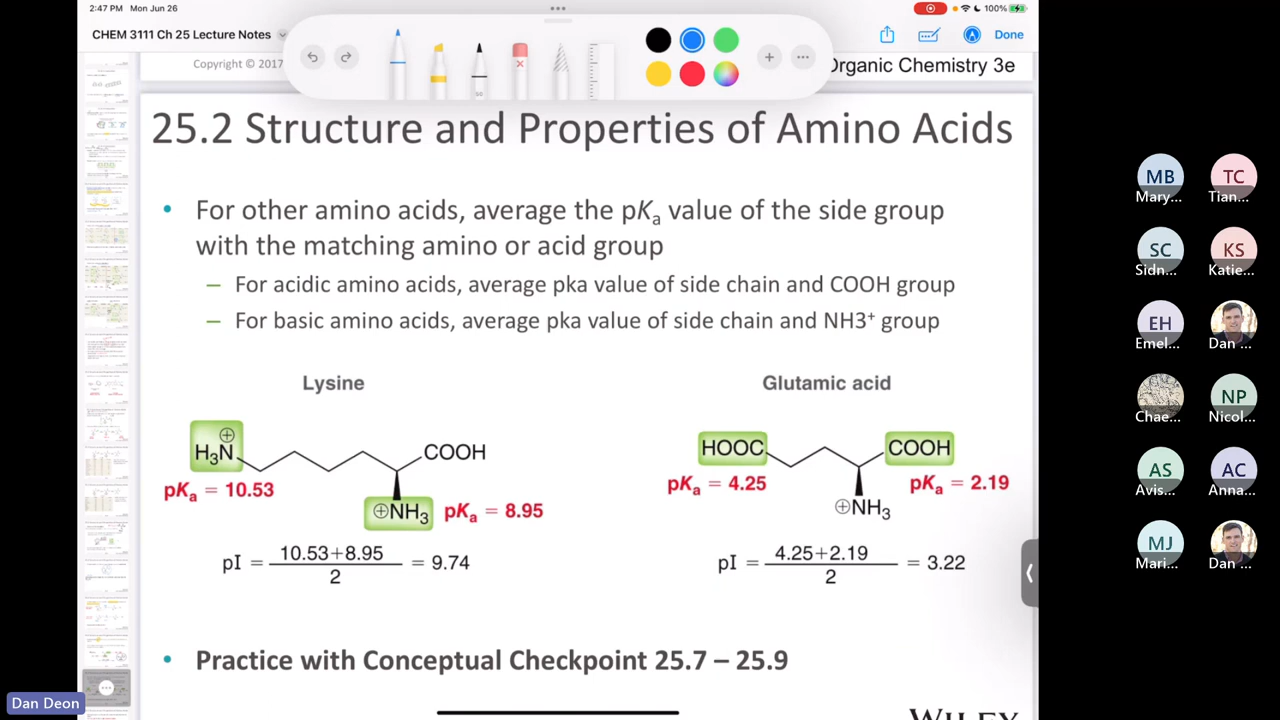 2:47 PM Mon Jun 26
100%
CHEM 3111 Ch 25 Lecture Notes
Done
Copyright © 2017
Organic Chemistry 3e
25.2 Structure and Properties of Amino Acids
• For other amino acids, average the pKa value of the side group
with the matching amino or acid group
– For acidic amino acids, average pka value of side chain and COOH group
– For basic amino acids, average pka value of side chain and NH3+ group
Lysine
H3N⊕
COOH
pKa = 10.53
⊕NH3
pKa = 8.95
pI = 10.53+8.95 / 2 = 9.74
Glutamic acid
HOOC
COOH
pKa = 4.25
pKa = 2.19
⊕NH3
pI = 4.25+2.19 / 2 = 3.22
• Practice with Conceptual Checkpoint 25.7 – 25.9
WILEY
Dan Deon
MB
Mary...
TC
Tian...
SC
Sidn...
KS
Katie...
EH
Emel...
Dan ...
Chae...
NP
Nicol...
AS
Avis...
AC
Anna...
MJ
Mari...
Dan ...